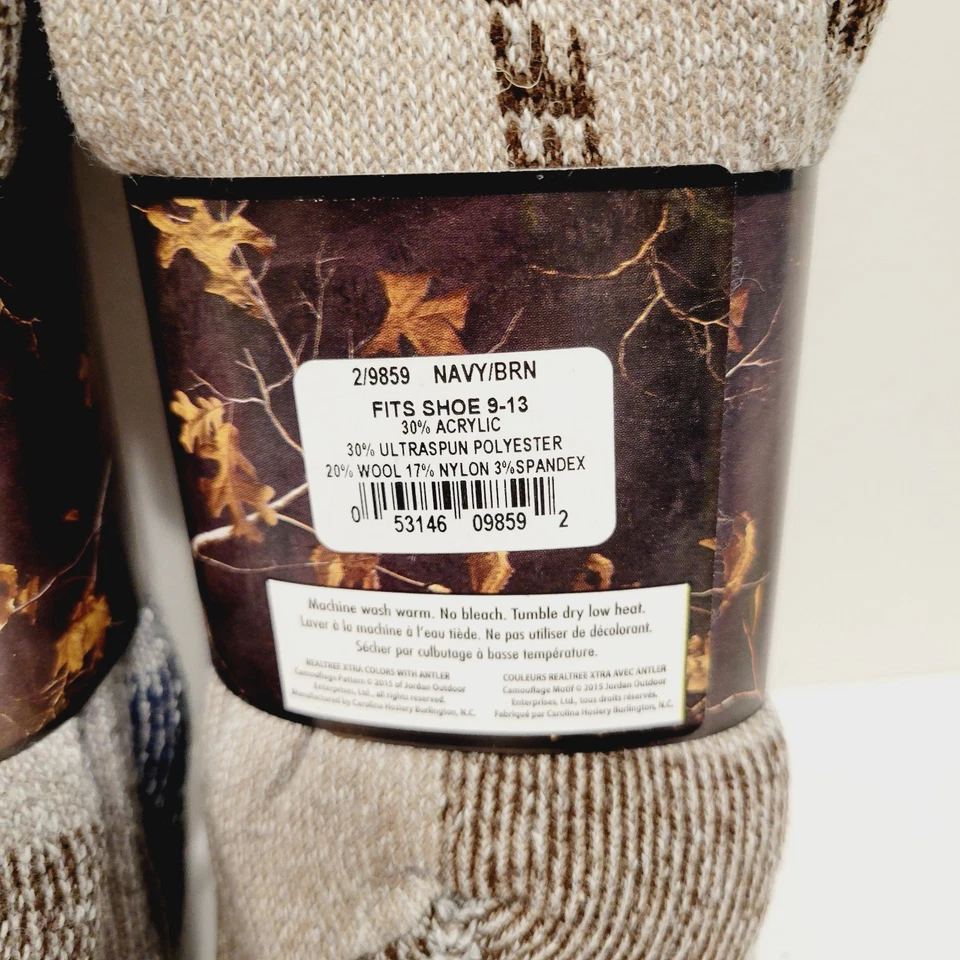 2/9859 NAVY/BRN
FITS SHOE 9-13
30% ACRYLIC
30% ULTRASPUN POLYESTER
20% WOOL 17% NYLON 3%SPANDEX
0 53146 09859 2
Machine wash warm. No bleach. Tumble dry low heat.
Laver à la machine à l'eau tiède. Ne pas utiliser de décolorant.
Sécher par culbutage à basse température.
REALTREE XTRA COLORS WITH ANTLER
Camouflage Pattern © 2015 of Jordan Outdoor
Enterprises, Ltd., all rights reserved.
Manufactured by Carolina Hosiery Burlington, N.C.
COULEURS REALTREE XTRA AVEC ANTLER
Camouflage Motif © 2015 Jordan Outdoor
Enterprises, Ltd., tous droits réservés.
Fabriqué par Carolina Hosiery Burlington, N.C.